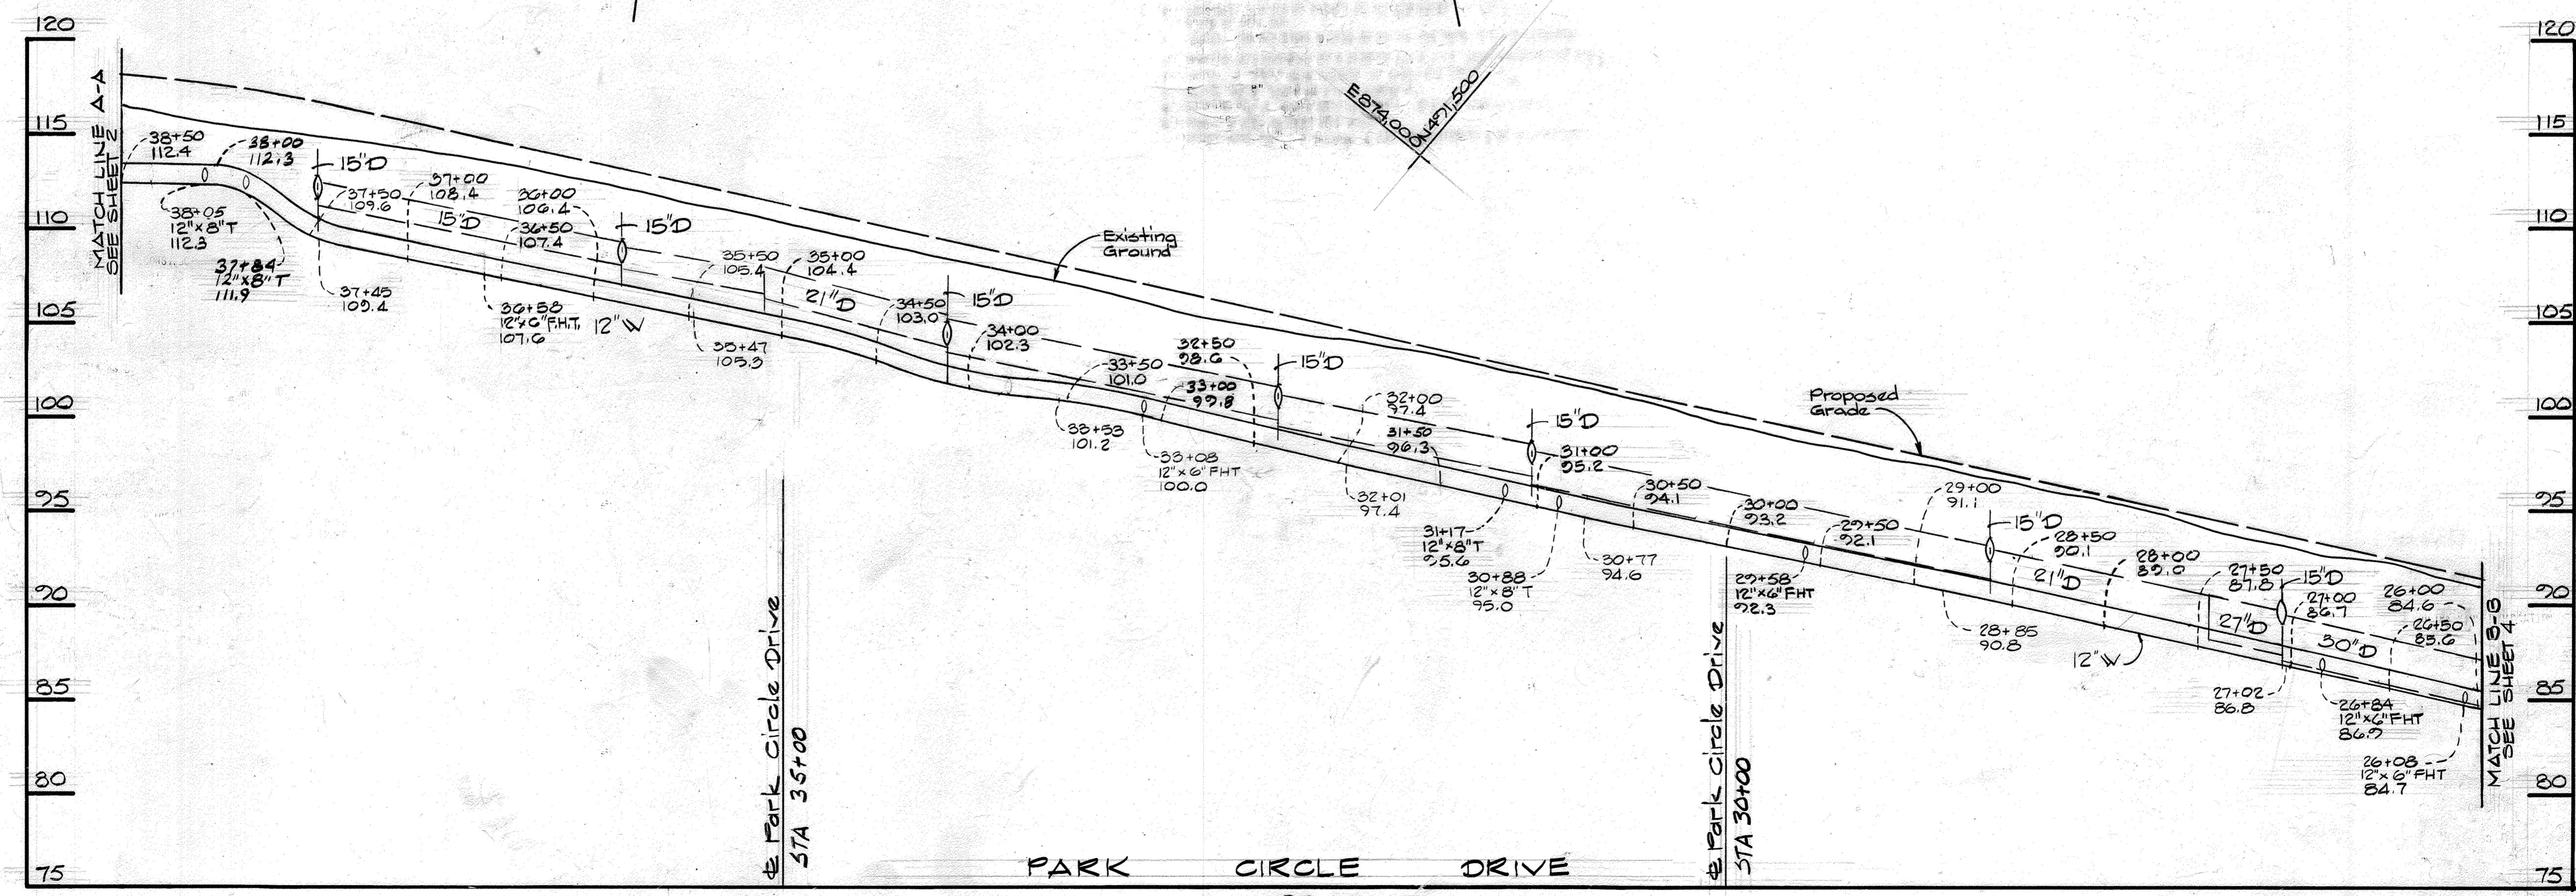 120
115
110
105
100
95
90
85
80
75
MATCH LINE A-A
SEE SHEET 2
38+50
112.4
38+00
112.3
38+05
12"x8"T
112.3
37+84
12"x8"T
111.9
15"D
37+50
109.6
37+45
109.4
37+00
108.4
15"D
36+00
106.4
36+50
107.4
36+58
12"x6"F.H.T.
107.6
12"W
15"D
35+50
105.4
35+47
105.3
35+00
104.4
21"D
34+50
103.0
15"D
34+00
102.3
Existing
Ground
33+50
101.0
33+53
101.2
33+00
99.8
33+08
12"x6"FHT
100.0
32+50
98.6
15"D
32+00
97.4
32+01
97.4
31+50
96.3
31+17
12"x8"T
95.6
15"D
31+00
95.2
30+88
12"x8"T
95.0
30+77
94.6
30+50
94.1
30+00
93.2
29+58
12"x6"FHT
92.3
29+50
92.1
Proposed
Grade
29+00
91.1
28+85
90.8
15"D
28+50
90.1
21"D
28+00
89.0
12"W
27+50
87.8
27"D
15"D
27+00
86.7
27+02
86.8
30"D
26+84
12"x6"FHT
86.9
26+50
85.6
26+00
84.6
26+08
12"x6"FHT
84.7
MATCH LINE B-B
SEE SHEET 4
E874,000
N491,500
℄ Park Circle Drive
STA 35+00
℄ Park Circle Drive
STA 30+00
PARK CIRCLE DRIVE
120
115
110
105
100
95
90
85
80
75